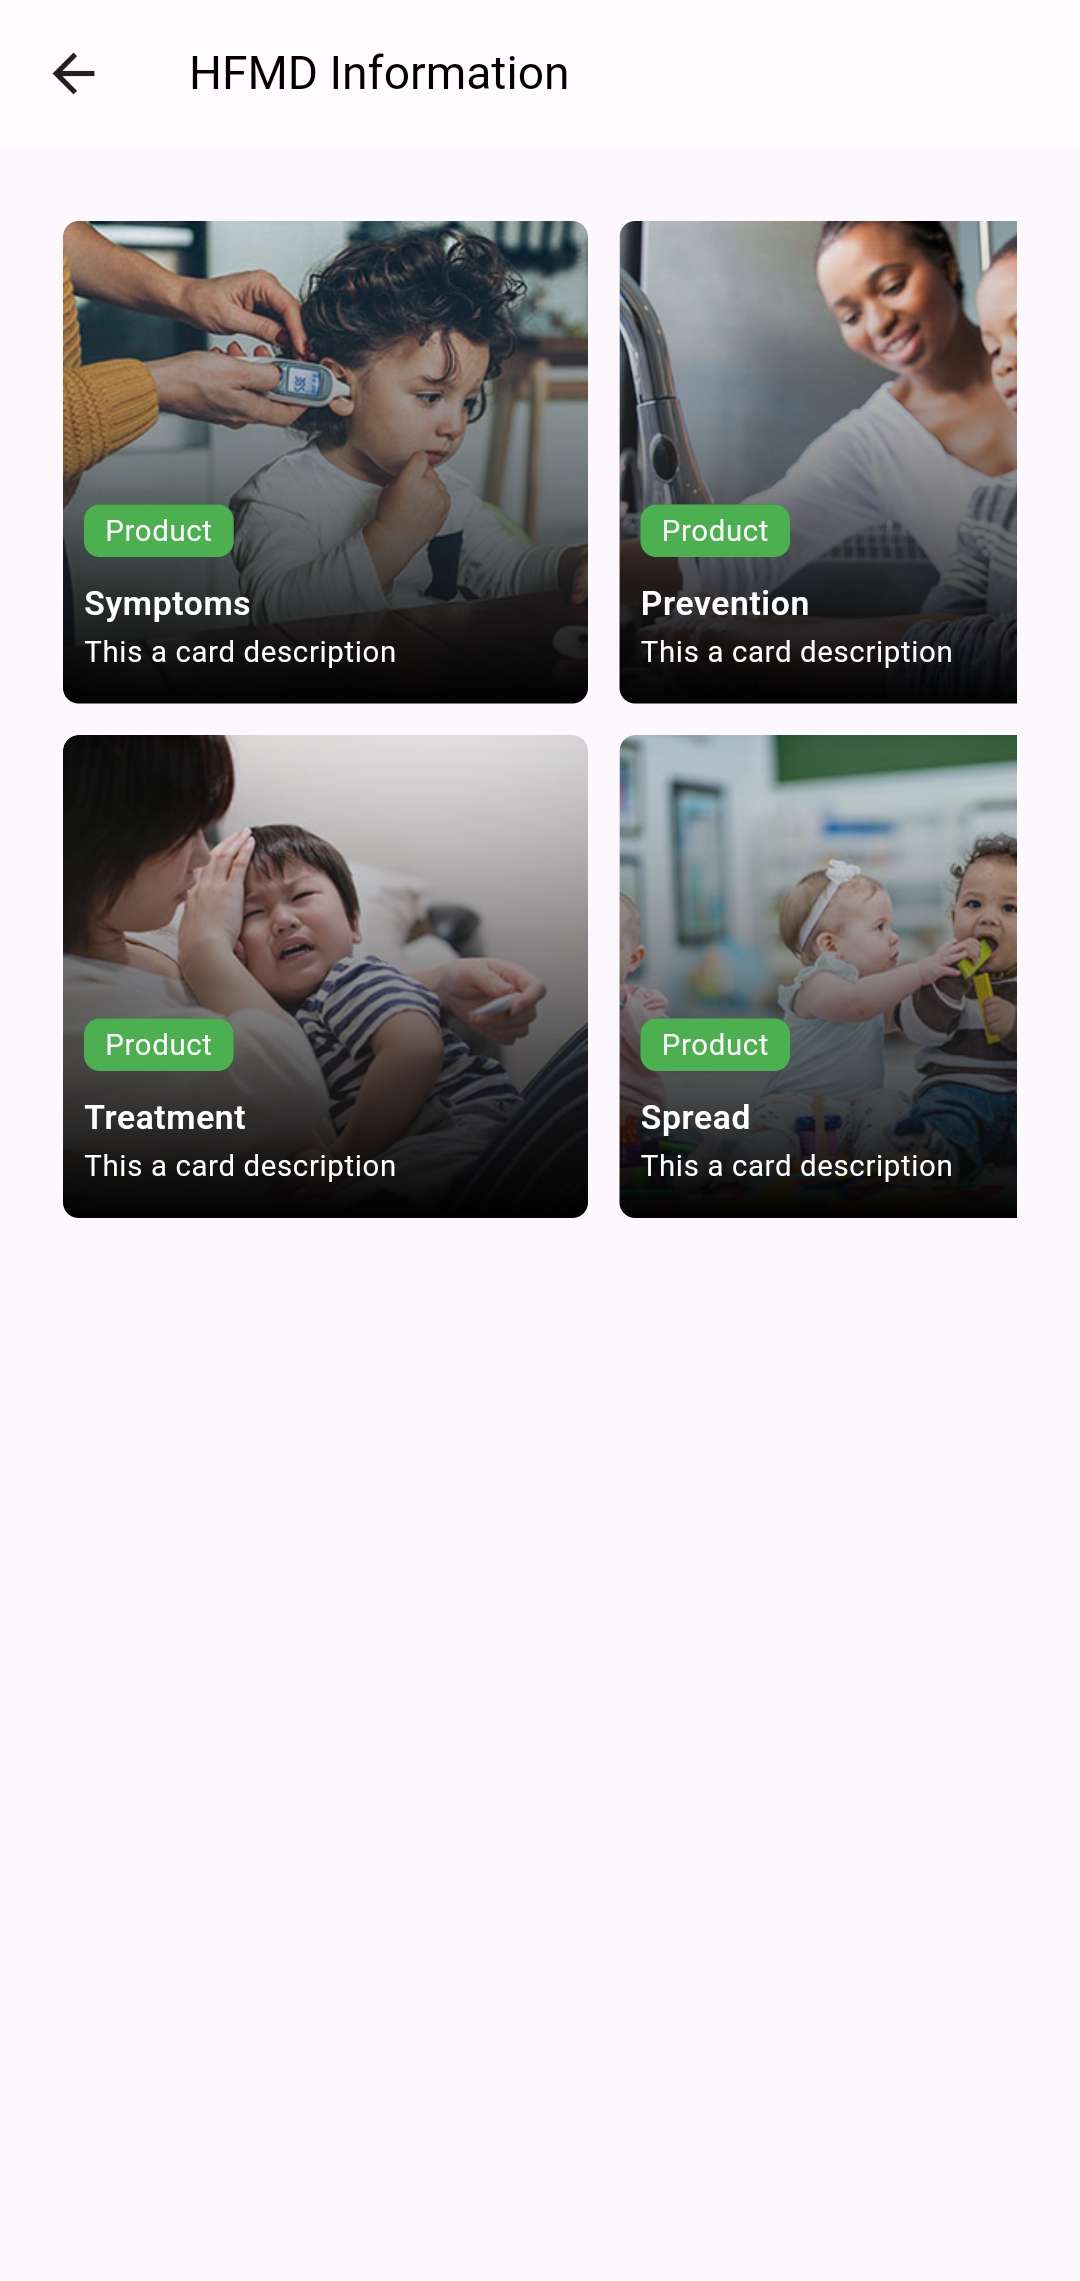 HFMD Information
Product
Symptoms
This a card description
Product
Prevention
This a card description
Product
Treatment
This a card description
Product
Spread
This a card description